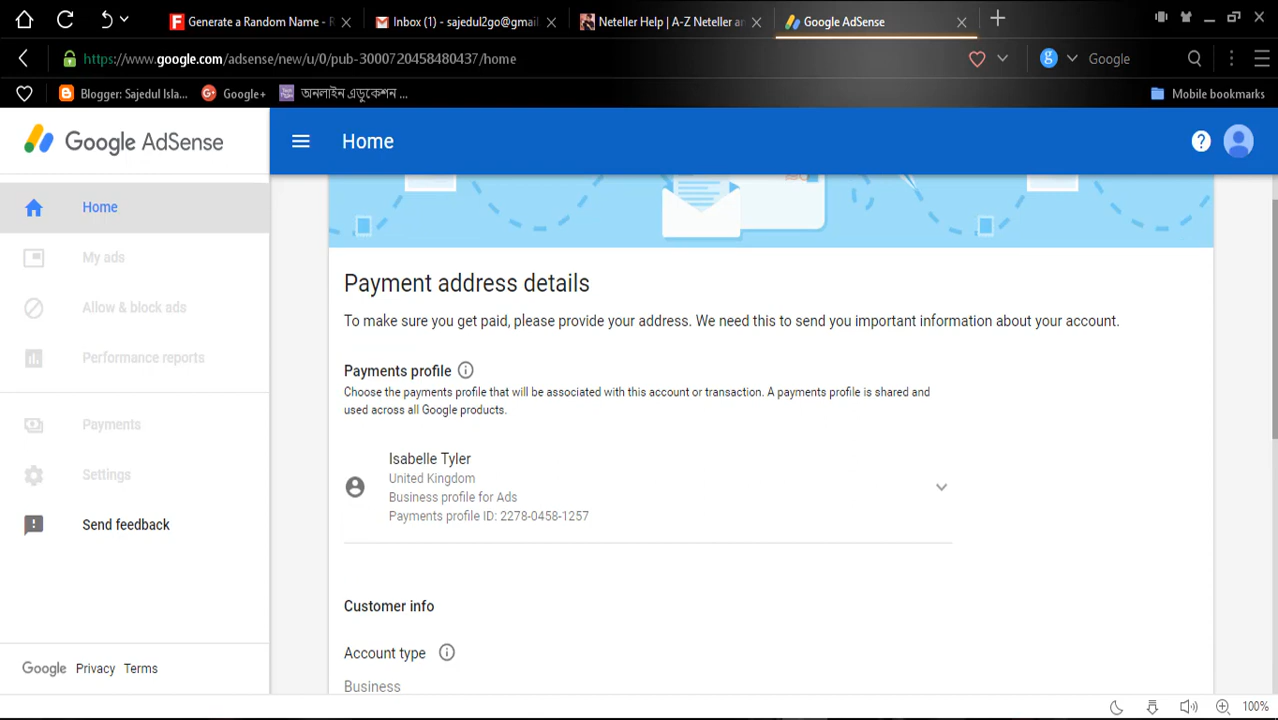 Generate a Random Name - R
Inbox (1) - sajedul2go@gmail
Neteller Help | A-Z Neteller an
Google AdSense
https://www.google.com/adsense/new/u/0/pub-3000720458480437/home
Google
Blogger: Sajedul Isla...
Google+
অনলাইন এডুকেশন ...
Mobile bookmarks
Google AdSense
Home
Home
My ads
Allow & block ads
Performance reports
Payments
Settings
Send feedback
Google Privacy Terms
Payment address details
To make sure you get paid, please provide your address. We need this to send you important information about your account.
Payments profile
Choose the payments profile that will be associated with this account or transaction. A payments profile is shared and
used across all Google products.
Isabelle Tyler
United Kingdom
Business profile for Ads
Payments profile ID: 2278-0458-1257
Customer info
Account type
Business
100%